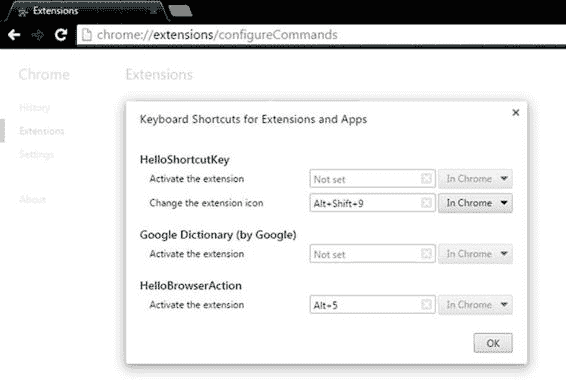 Extensions
chrome://extensions/configureCommands
Chrome
Extensions
History
Extensions
Settings
About
Keyboard Shortcuts for Extensions and Apps
HelloShortcutKey
Activate the extension Not set In Chrome
Change the extension icon Alt+Shift+9 In Chrome
Google Dictionary (by Google)
Activate the extension Not set In Chrome
HelloBrowserAction
Activate the extension Alt+5 In Chrome
OK